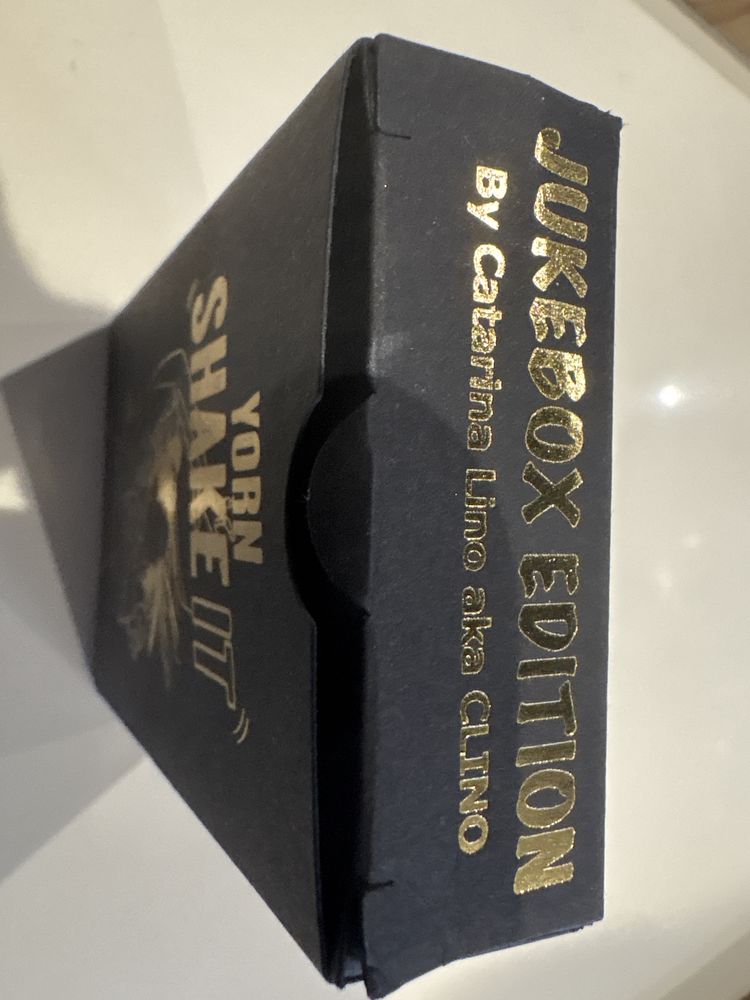 JUKEBOX EDITION
By Catarina Lino aka CLINO
YORN
SHAKE IT